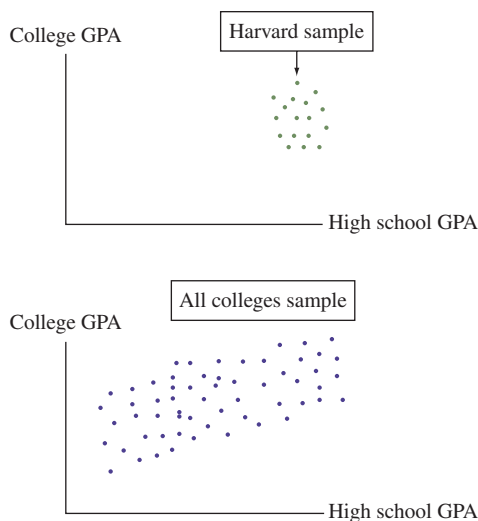 College GPA
Harvard sample
High school GPA
All colleges sample
College GPA
High school GPA